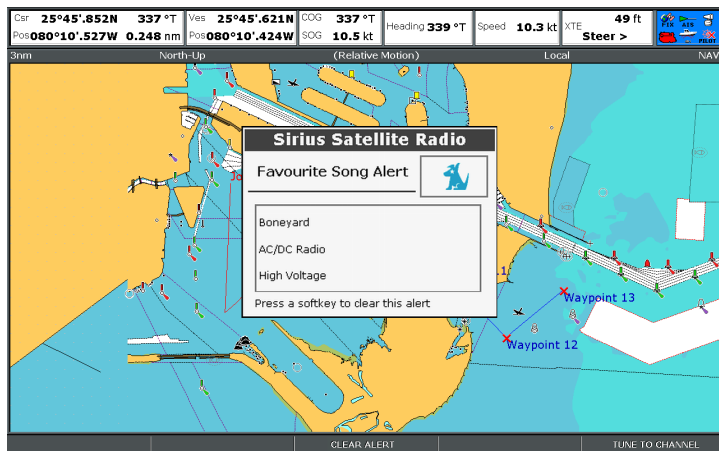 Csr 25°45'.852N 337 °T
Pos 080°10'.527W 0.248 nm
Ves 25°45'.621N
Pos 080°10'.424W
COG 337 °T
SOG 10.5 kt
Heading 339 °T
Speed 10.3 kt
XTE 49 ft
Steer >
FIX AIS
PILOT
3nm North-Up (Relative Motion) Local NAV
Sirius Satellite Radio
Favourite Song Alert
Boneyard
AC/DC Radio
High Voltage
Press a softkey to clear this alert
Waypoint 13
Waypoint 12
CLEAR ALERT TUNE TO CHANNEL